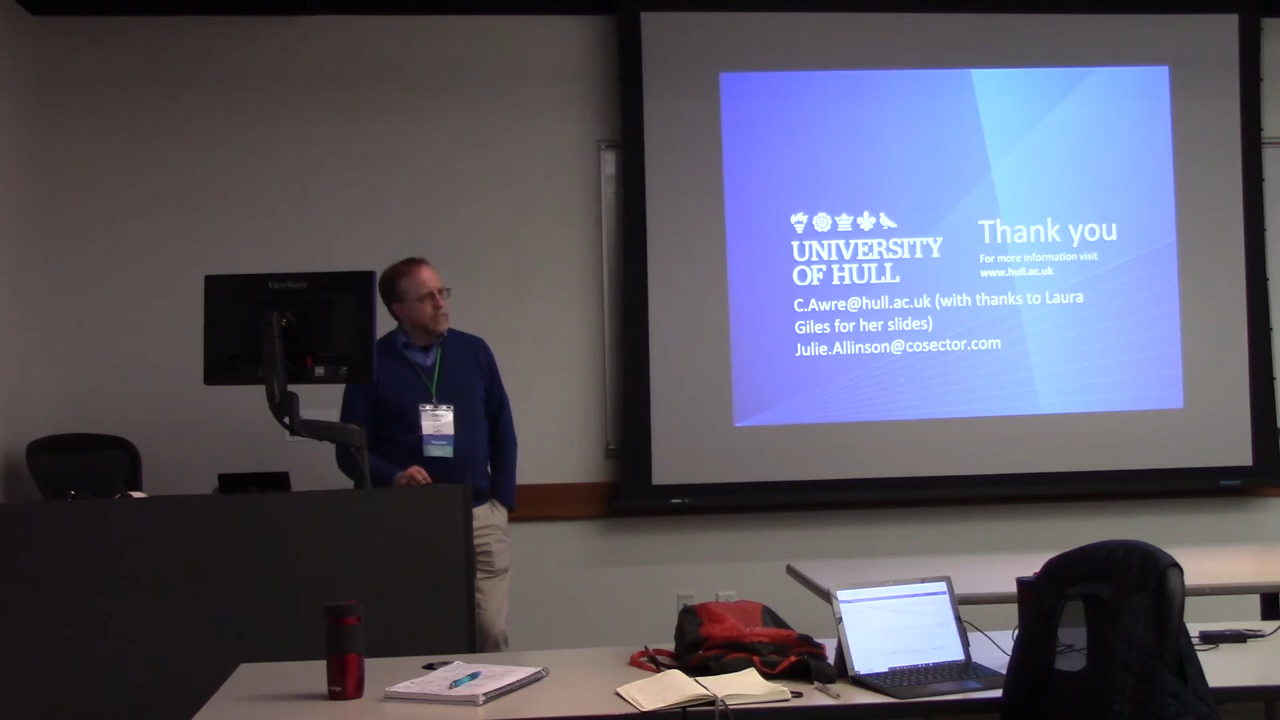 ViewSonic
UNIVERSITY
OF HULL
Thank you
For more information visit
www.hull.ac.uk
C.Awre@hull.ac.uk (with thanks to Laura
Giles for her slides)
Julie.Allinson@cosector.com